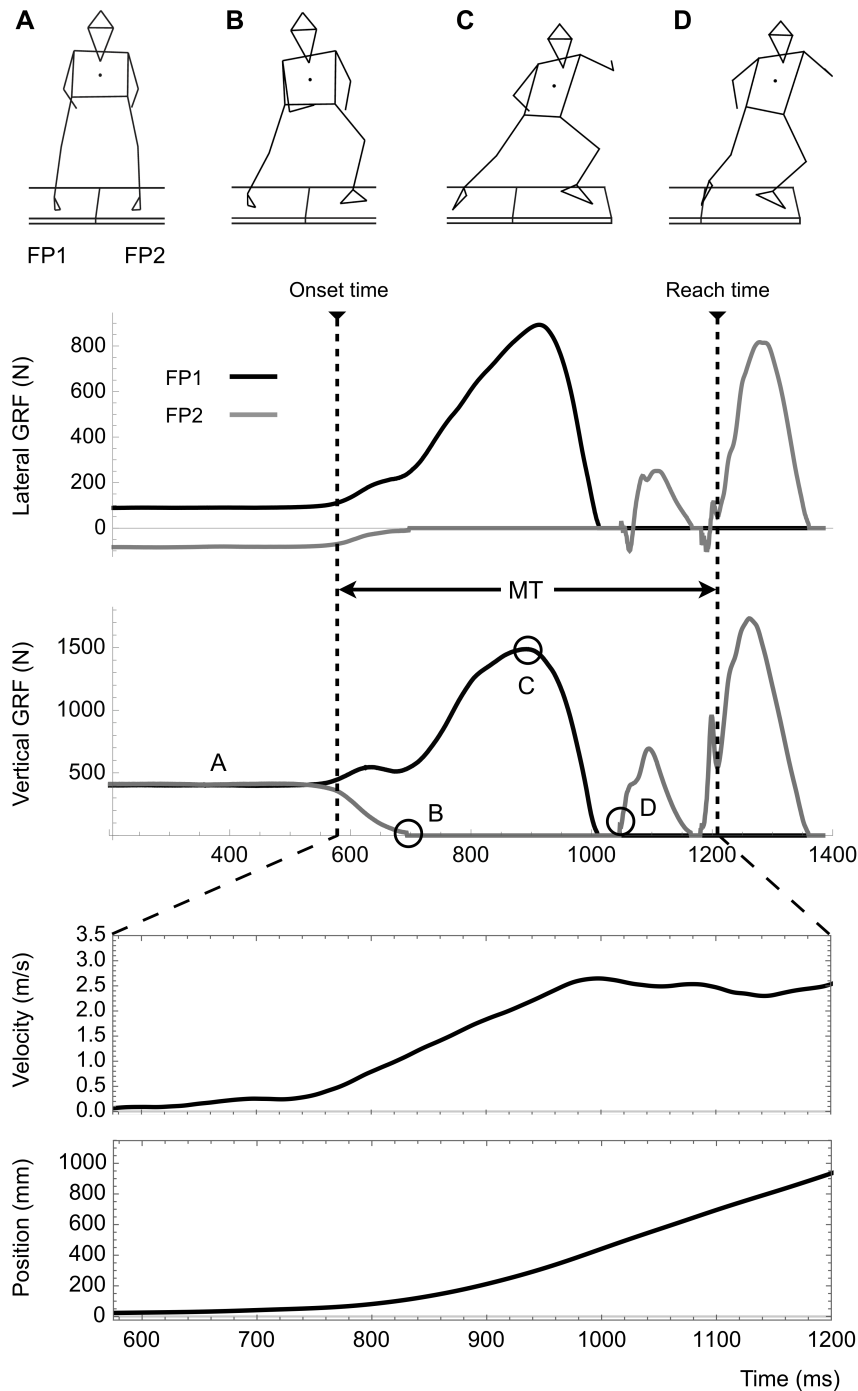 A B C D
FP1 FP2
Onset time Reach time
Lateral GRF (N)
800
600
400
200
0
FP1
FP2
MT
Vertical GRF (N)
1500
1000
500
A
B
C
D
400 600 800 1000 1200 1400
Velocity (m/s)
3.5
3.0
2.5
2.0
1.5
1.0
0.5
0.0
Position (mm)
1000
800
600
400
200
0
600 700 800 900 1000 1100 1200
Time (ms)